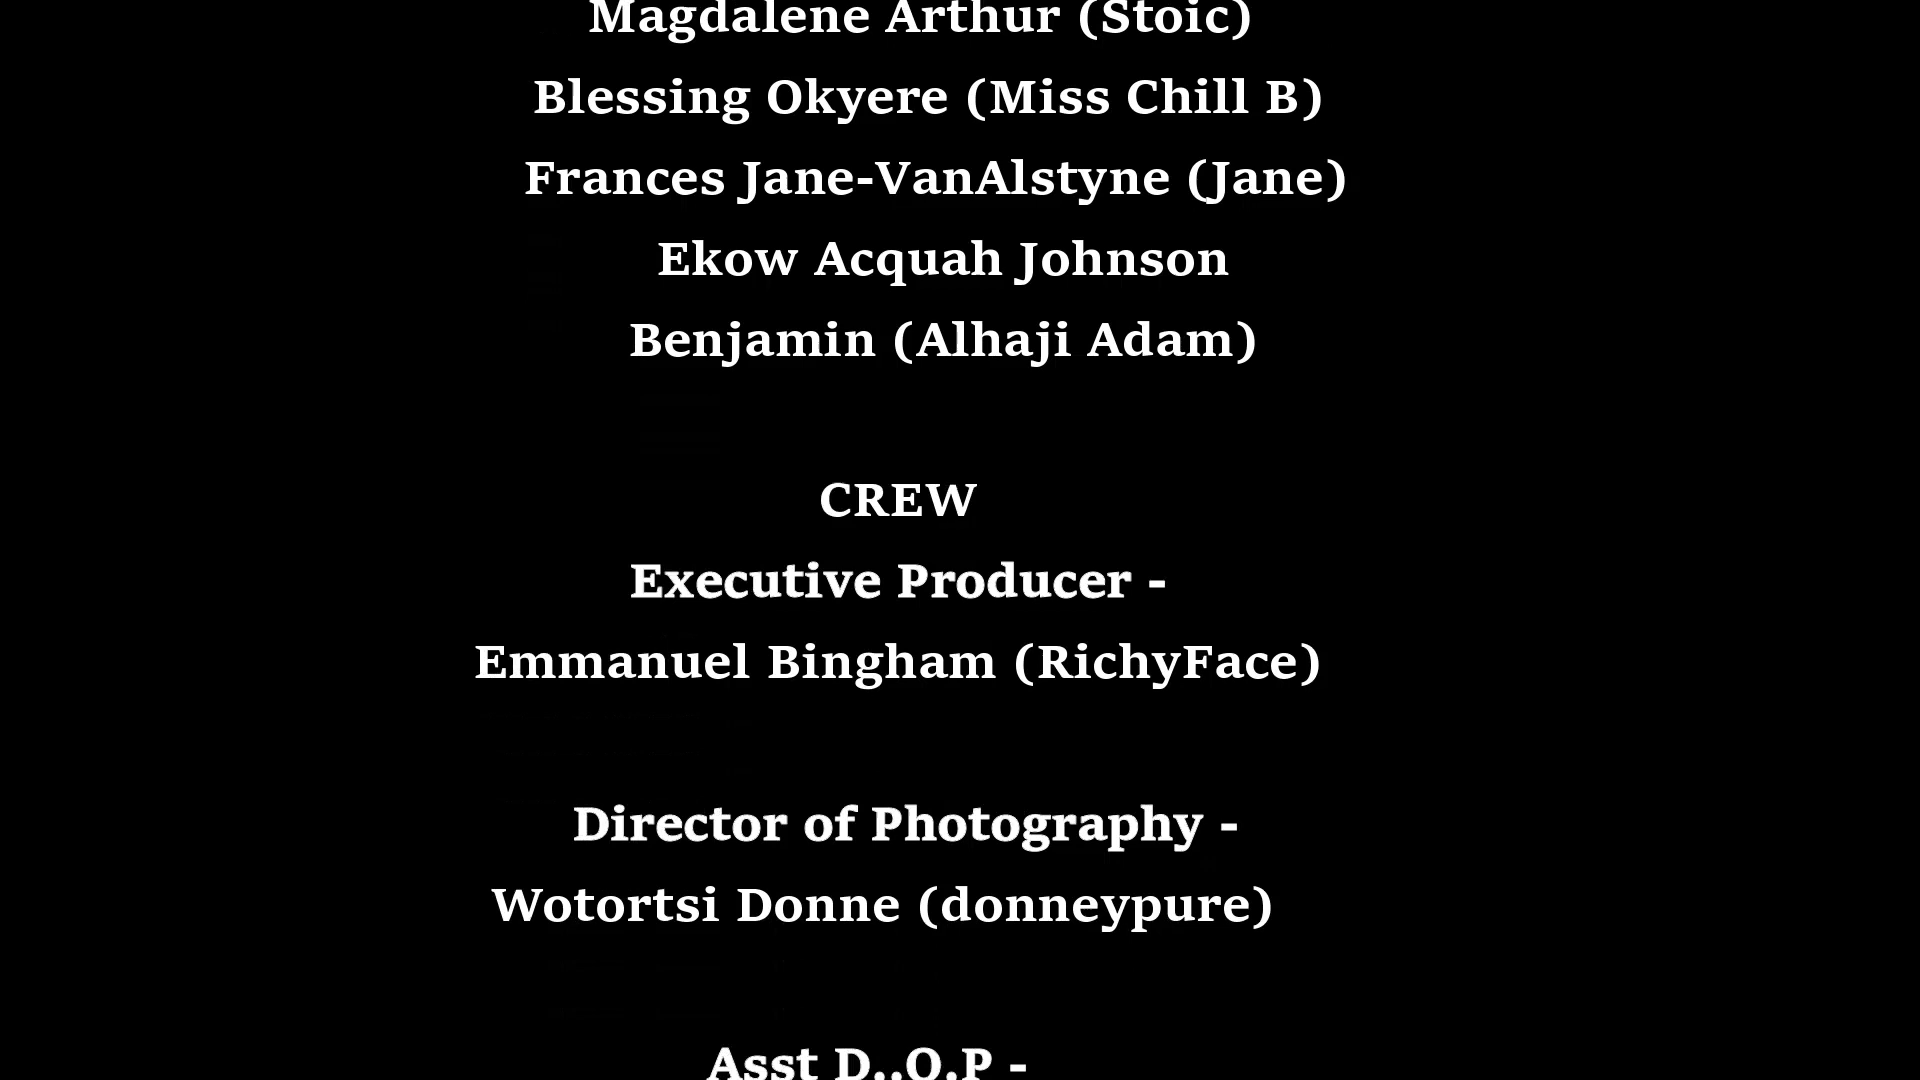 Magdalene Arthur (Stoic)
Blessing Okyere (Miss Chill B)
Frances Jane-VanAlstyne (Jane)
Ekow Acquah Johnson
Benjamin (Alhaji Adam)
CREW
Executive Producer -
Emmanuel Bingham (RichyFace)
Director of Photography -
Wotortsi Donne (donneypure)
Asst D..O.P -